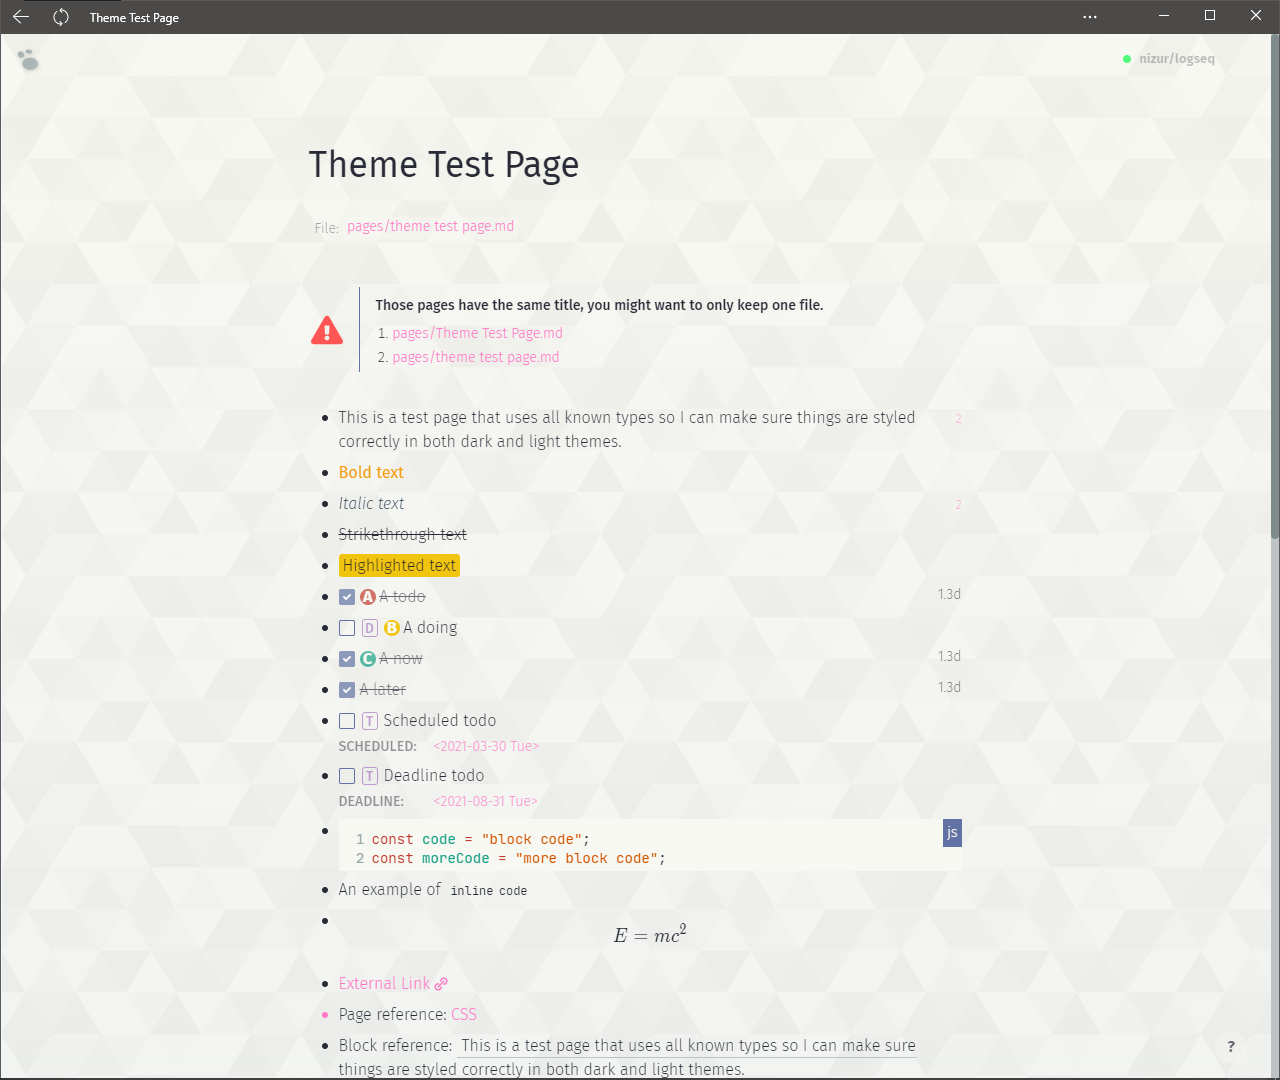 Theme Test Page
nizur/logseq
Theme Test Page
File: pages/theme test page.md
Those pages have the same title, you might want to only keep one file.
1. pages/Theme Test Page.md
2. pages/theme test page.md
This is a test page that uses all known types so I can make sure things are styled 2
correctly in both dark and light themes.
Bold text
Italic text 2
Strikethrough text
Highlighted text
A A todo 1.3d
D B A doing
C A now 1.3d
A later 1.3d
T Scheduled todo
SCHEDULED: <2021-03-30 Tue>
T Deadline todo
DEADLINE: <2021-08-31 Tue>
1 const code = "block code"; js
2 const moreCode = "more block code";
An example of inline code
E = mc²
External Link
Page reference: CSS
Block reference: This is a test page that uses all known types so I can make sure
things are styled correctly in both dark and light themes.
?